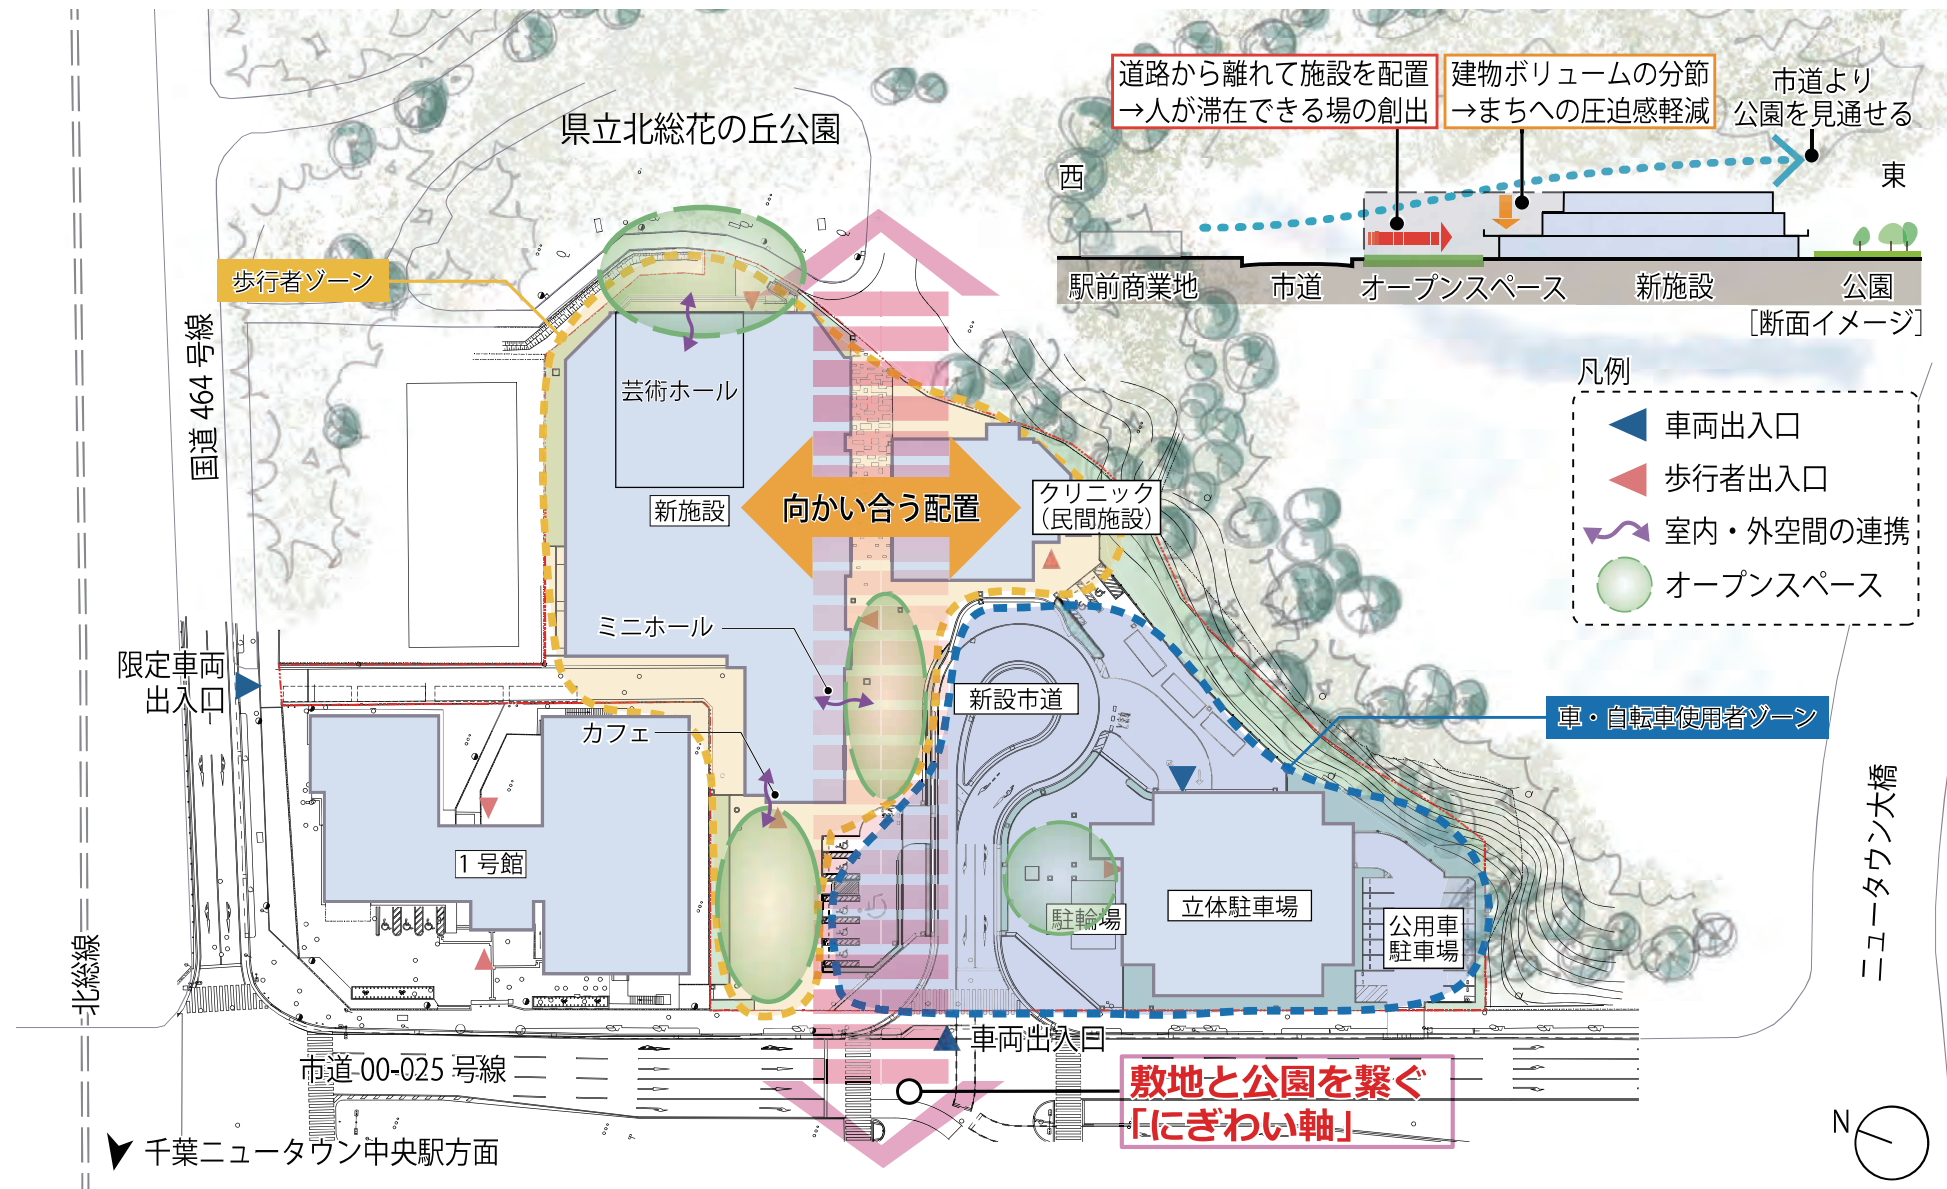 道路から離れて施設を配置
→人が滞在できる場の創出
建物ボリュームの分節
→まちへの圧迫感軽減
市道より
公園を見通せる
西
東
駅前商業地
市道
オープンスペース
新施設
公園
［断面イメージ］
県立北総花の丘公園
歩行者ゾーン
国道 464 号線
芸術ホール
新施設
向かい合う配置
クリニック
（民間施設）
凡例
車両出入口
歩行者出入口
室内・外空間の連携
オープンスペース
ミニホール
限定車両
出入口
カフェ
新設市道
車・自転車使用者ゾーン
1 号館
駐輪場
立体駐車場
公用車
駐車場
ニュータウン大橋
北総線
車両出入口
市道 00-025 号線
敷地と公園を繋ぐ
「にぎわい軸」
千葉ニュータウン中央駅方面
N